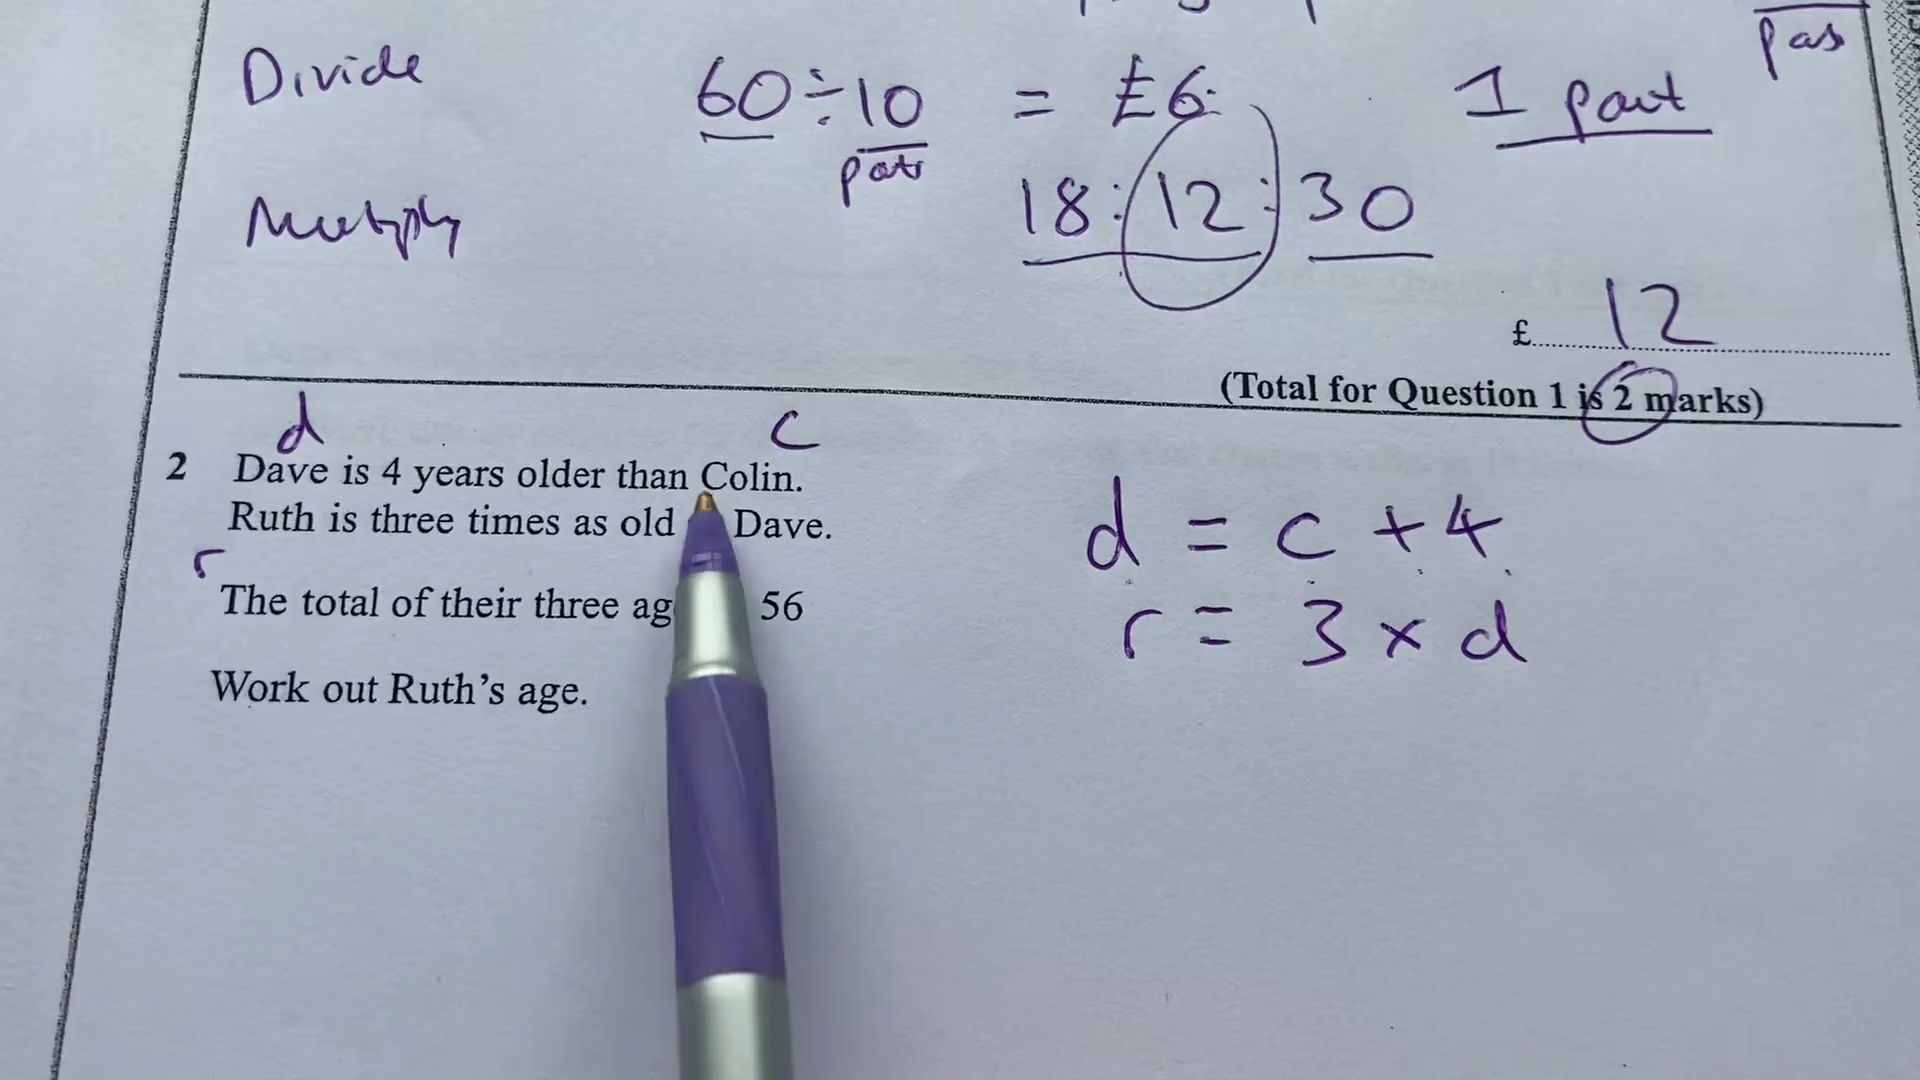 pas
Divide 60 ÷ 10 = £6 1 part
parts
Multiply 18 : 12 : 30
£ 12
(Total for Question 1 is 2 marks)
d c
2 Dave is 4 years older than Colin.
d = c + 4
Ruth is three times as old Dave.
r
r = 3 × d
The total of their three 56
Work out Ruth's age.